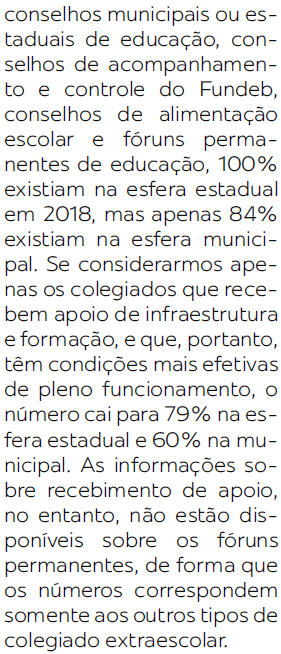 conselhos municipais ou es-
taduais de educação, con-
selhos de acompanhamen-
to e controle do Fundeb,
conselhos de alimentação
escolar e fóruns perma-
nentes de educação, 100%
existiam na esfera estadual
em 2018, mas apenas 84%
existiam na esfera munici-
pal. Se considerarmos ape-
nas os colegiados que rece-
bem apoio de infraestrutura
e formação, e que, portanto,
têm condições mais efetivas
de pleno funcionamento, o
número cai para 79% na es-
fera estadual e 60% na mu-
nicipal. As informações so-
bre recebimento de apoio,
no entanto, não estão dis-
poníveis sobre os fóruns
permanentes, de forma que
os números correspondem
somente aos outros tipos de
colegiado extraescolar.